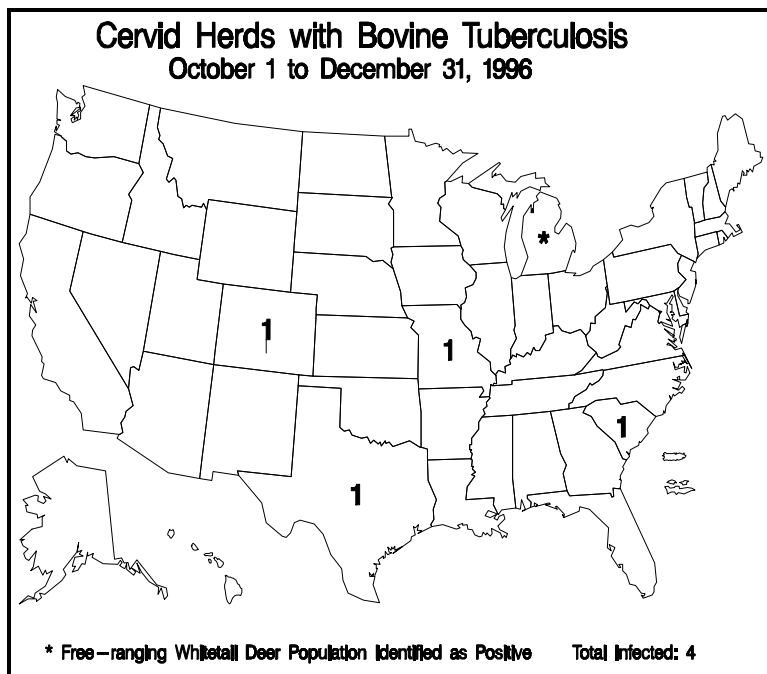 Cervid Herds with Bovine Tuberculosis
October 1 to December 31, 1996
*
1
1
1
1
* Free-ranging Whitetail Deer Population Identified as Positive Total Infected: 4